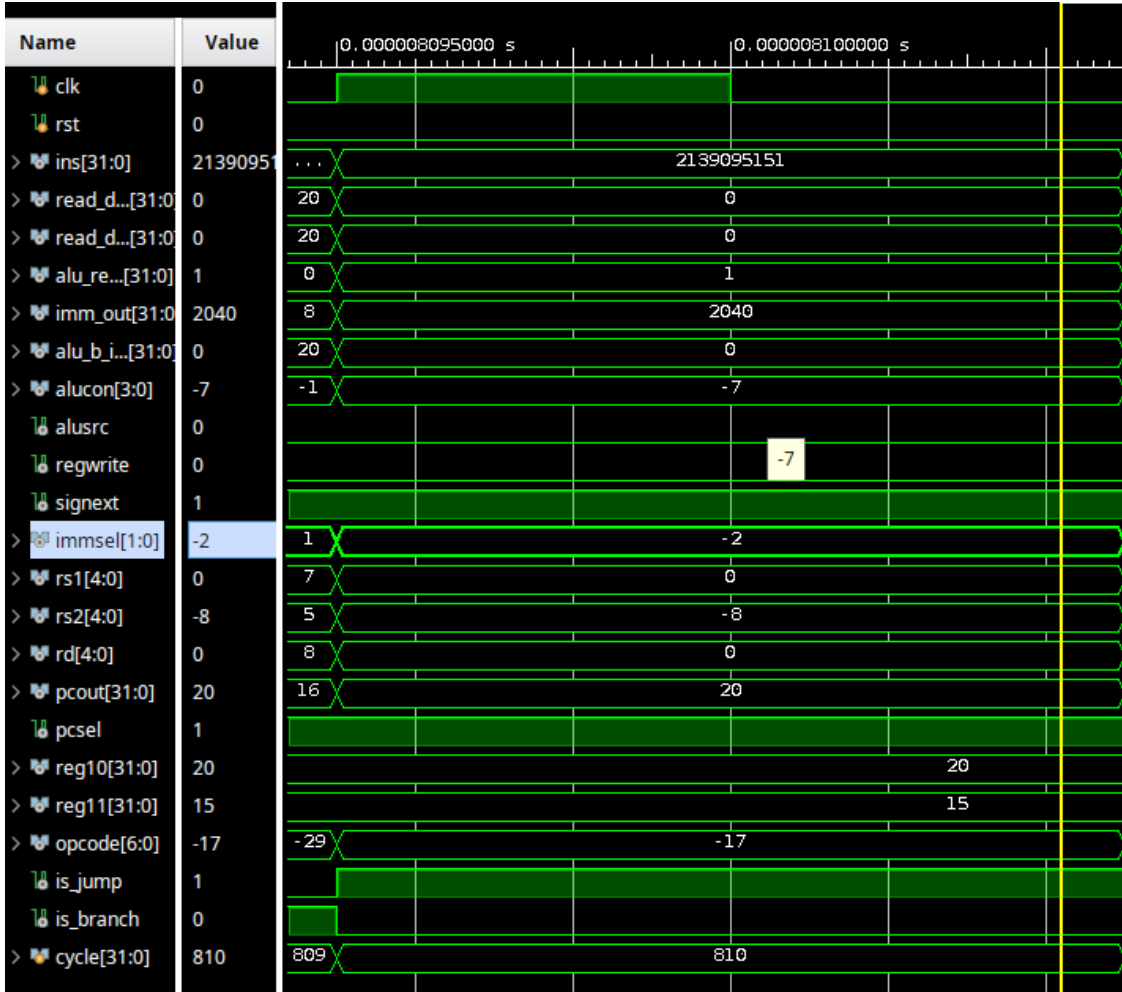 Name Value 0.000008095000 s 0.000008100000 s
clk 0
rst 0
ins[31:0] 21390951 ... 2139095151
read_d...[31:0] 0 20 0
read_d...[31:0] 0 20 0
alu_re...[31:0] 1 0 1
imm_out[31:0 2040 8 2040
alu_b_i...[31:0] 0 20 0
alucon[3:0] -7 -1 -7
alusrc 0
regwrite 0 -7
signext 1
immsel[1:0] -2 1 -2
rs1[4:0] 0 7 0
rs2[4:0] -8 5 -8
rd[4:0] 0 8 0
pcout[31:0] 20 16 20
pcsel 1
reg10[31:0] 20 20
reg11[31:0] 15 15
opcode[6:0] -17 -29 -17
is_jump 1
is_branch 0
cycle[31:0] 810 809 810